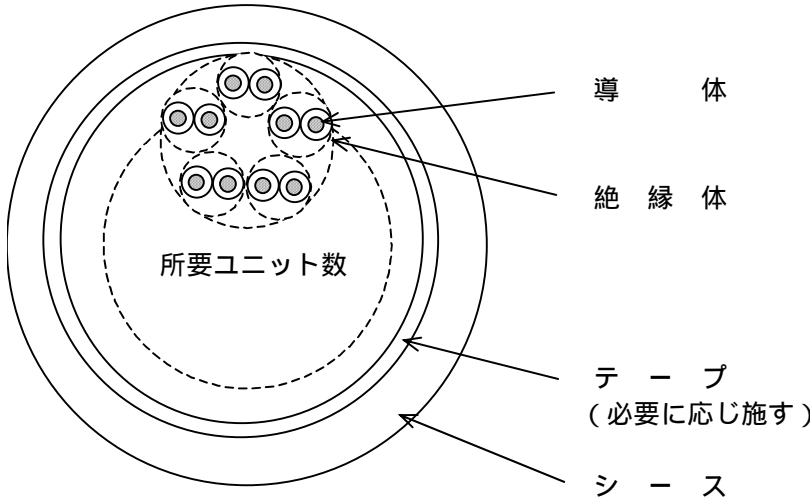 導体
絶縁体
所要ユニット数
テープ
(必要に応じ施す)
シース